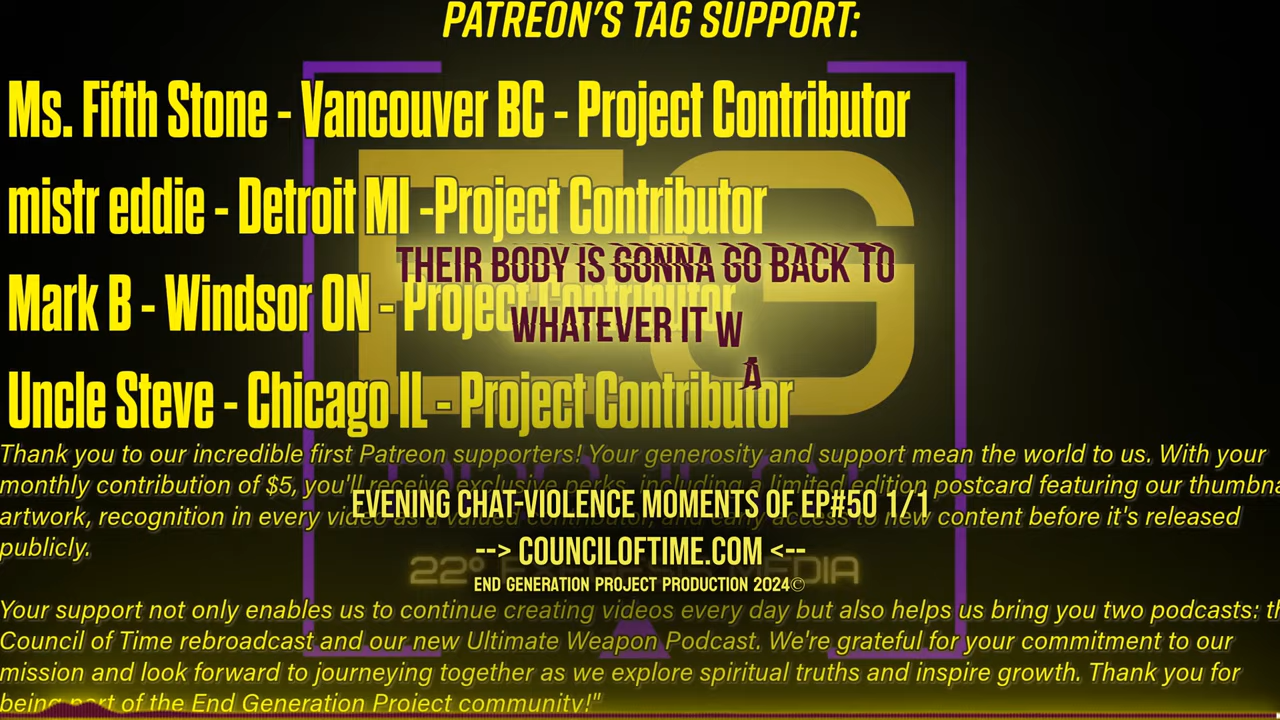 PATREON'S TAG SUPPORT:
Ms. Fifth Stone - Vancouver BC - Project Contributor
mistr eddie - Detroit MI -Project Contributor
THEIR BODY IS GONNA GO BACK TO
Mark B - Windsor ON - Project Contributor
WHATEVER IT WA
Uncle Steve - Chicago IL - Project Contributor
EG
Thank you to our incredible first Patreon supporters! Your generosity and support mean the world to us. With your
monthly contribution of $5, you'll receive exclusive perks, including a limited edition postcard featuring our thumbna
EVENING CHAT-VIOLENCE MOMENTS OF EP#50 1/1
artwork, recognition in every video as a valued contributor, and early access to new content before it's released
publicly.
--> COUNCILOFTIME.COM <--
22° MEDIA
END GENERATION PROJECT PRODUCTION 2024©
Your support not only enables us to continue creating videos every day but also helps us bring you two podcasts: th
Council of Time rebroadcast and our new Ultimate Weapon Podcast. We're grateful for your commitment to our
mission and look forward to journeying together as we explore spiritual truths and inspire growth. Thank you for
being part of the End Generation Project community!"